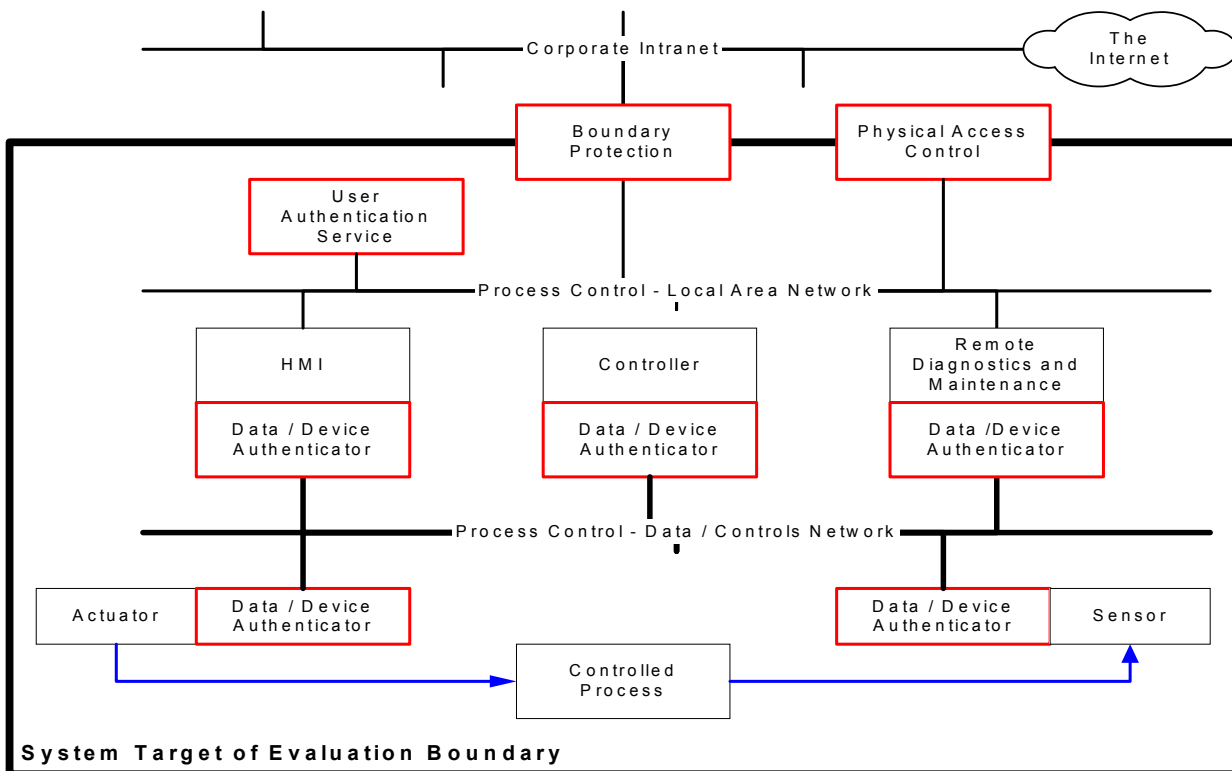 Corporate Intranet
The
Internet
Boundary
Protection
Physical Access
Control
User
Authentication
Service
Process Control - Local Area Network
HMI
Controller
Remote
Diagnostics and
Maintenance
Data / Device
Authenticator
Data / Device
Authenticator
Data /Device
Authenticator
Process Control - Data / Controls Network
Actuator
Data / Device
Authenticator
Data / Device
Authenticator
Sensor
Controlled
Process
System Target of Evaluation Boundary